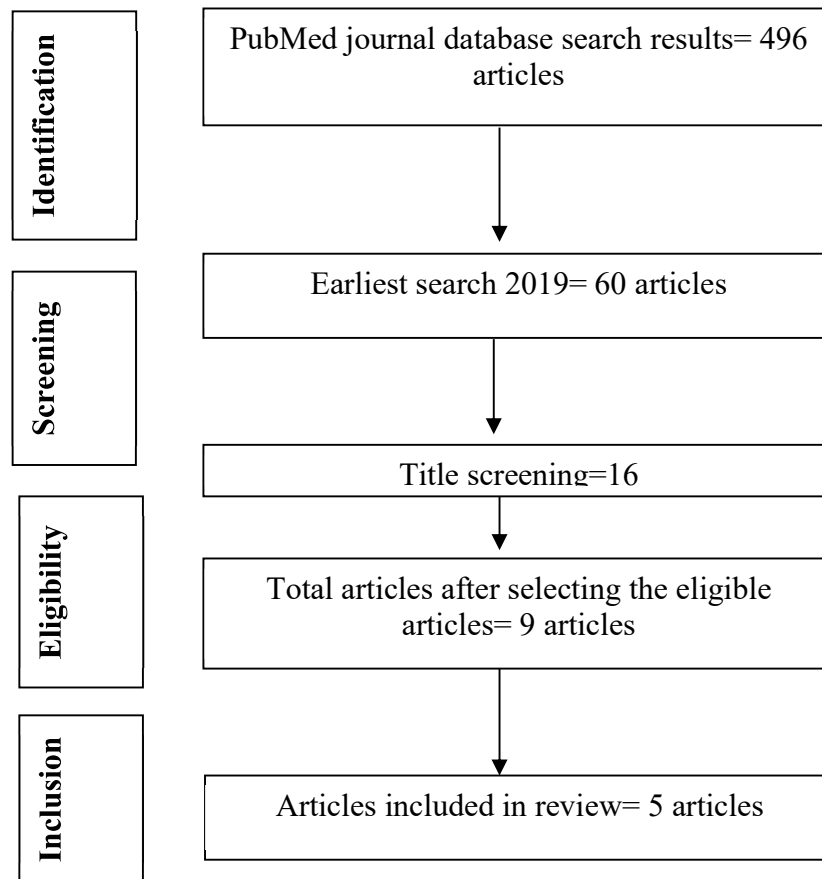 Identification
PubMed journal database search results= 496
articles
Screening
Earliest search 2019= 60 articles
Title screening=16
Eligibility
Total articles after selecting the eligible
articles= 9 articles
Inclusion
Articles included in review= 5 articles